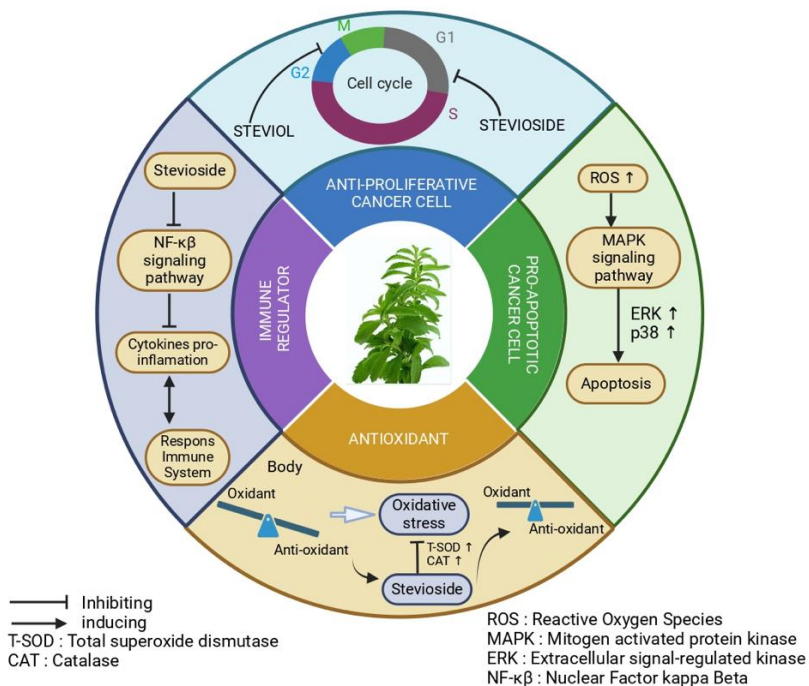 M
G1
G2
Cell cycle
S
STEVIOL
STEVIOSIDE
ANTI-PROLIFERATIVE
CANCER CELL
Stevioside
NF-κβ
signaling
pathway
Cytokines pro-
inflamation
Respons
Immune
System
IMMUNE
REGULATOR
PRO-APOPTOTIC
CANCER CELL
ROS ↑
MAPK
signaling
pathway
ERK ↑
p38 ↑
Apoptosis
ANTIOXIDANT
Body
Oxidant
Anti-oxidant
Oxidative
stress
T-SOD ↑
CAT ↑
Stevioside
Oxidant
Anti-oxidant
Inhibiting
inducing
T-SOD : Total superoxide dismutase
CAT : Catalase
ROS : Reactive Oxygen Species
MAPK : Mitogen activated protein kinase
ERK : Extracellular signal-regulated kinase
NF-κβ : Nuclear Factor kappa Beta